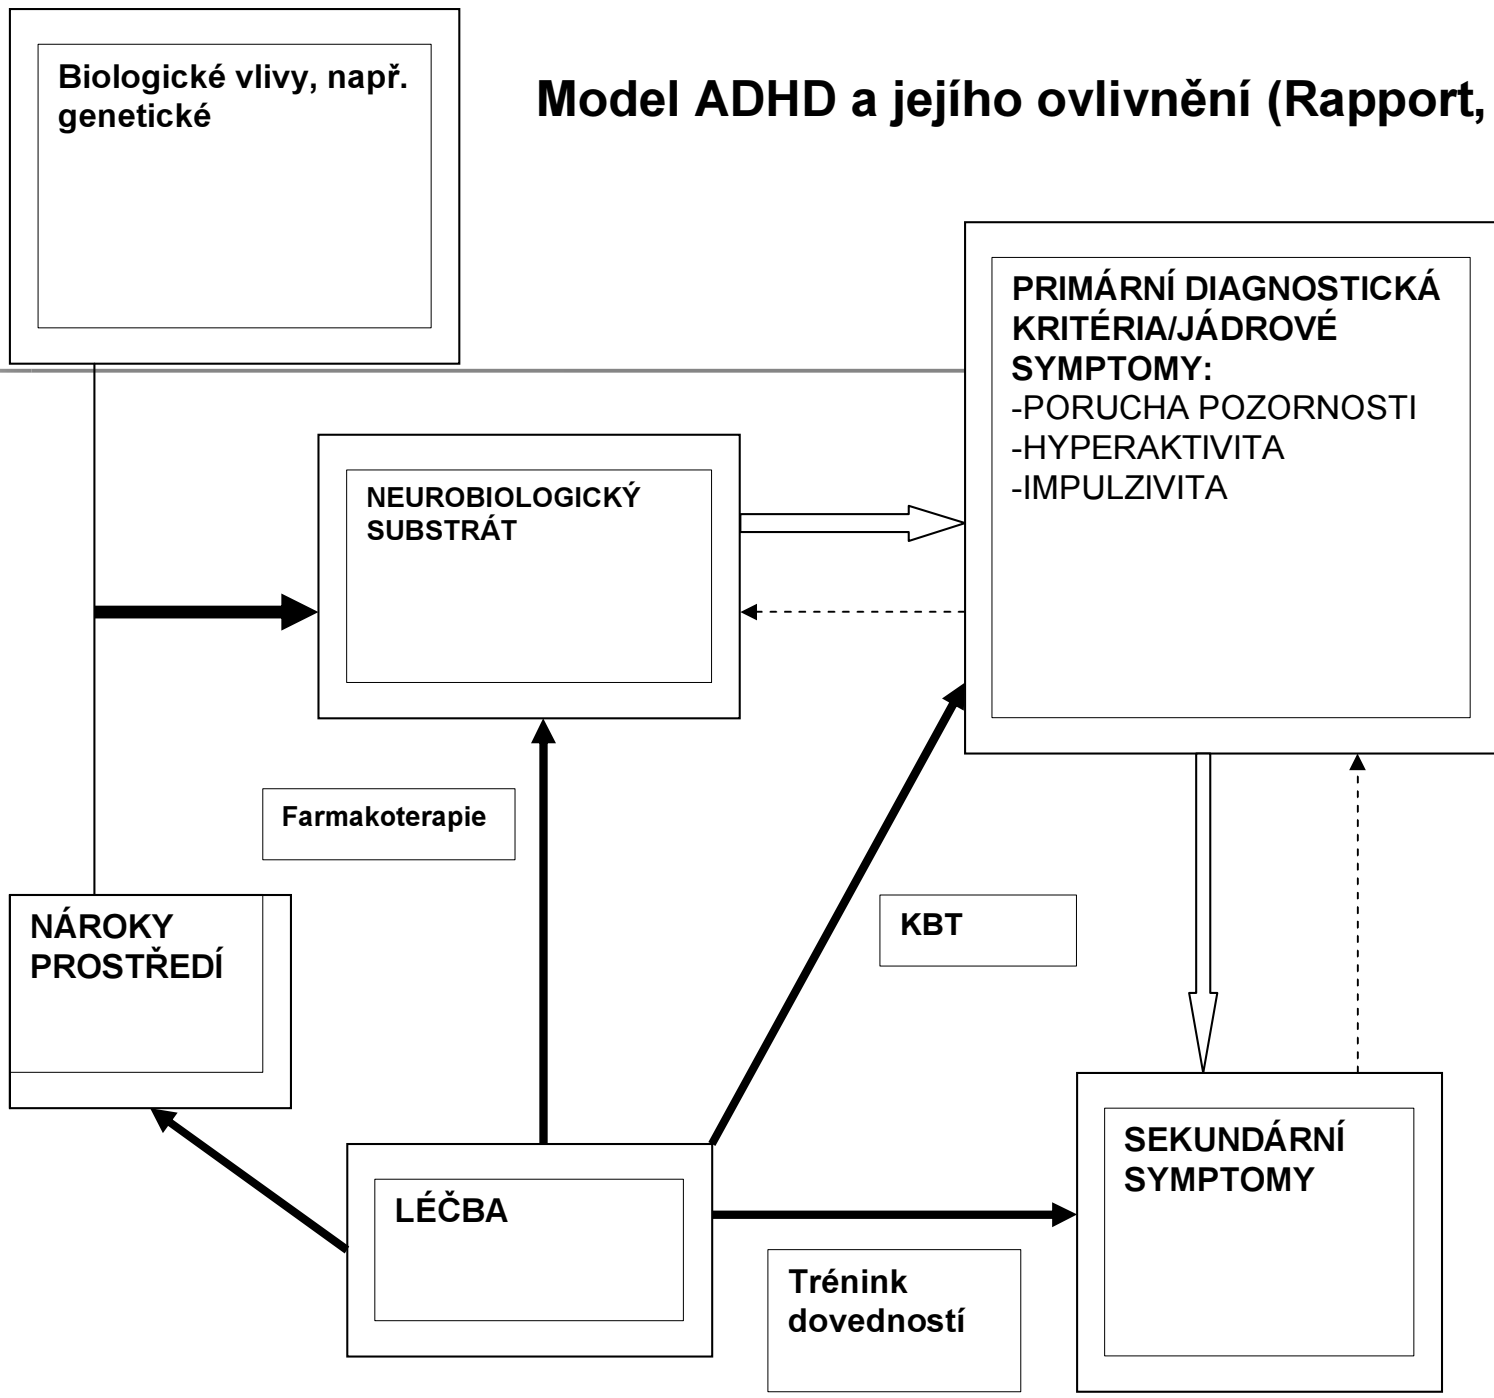 Biologické vlivy, např.
genetické
Model ADHD a jejího ovlivnění (Rapport,
PRIMÁRNÍ DIAGNOSTICKÁ
KRITÉRIA/JÁDROVÉ
SYMPTOMY:
-PORUCHA POZORNOSTI
-HYPERAKTIVITA
-IMPULZIVITA
NEUROBIOLOGICKÝ
SUBSTRÁT
Farmakoterapie
NÁROKY
PROSTŘEDÍ
KBT
SEKUNDÁRNÍ
SYMPTOMY
LÉČBA
Trénink
dovedností